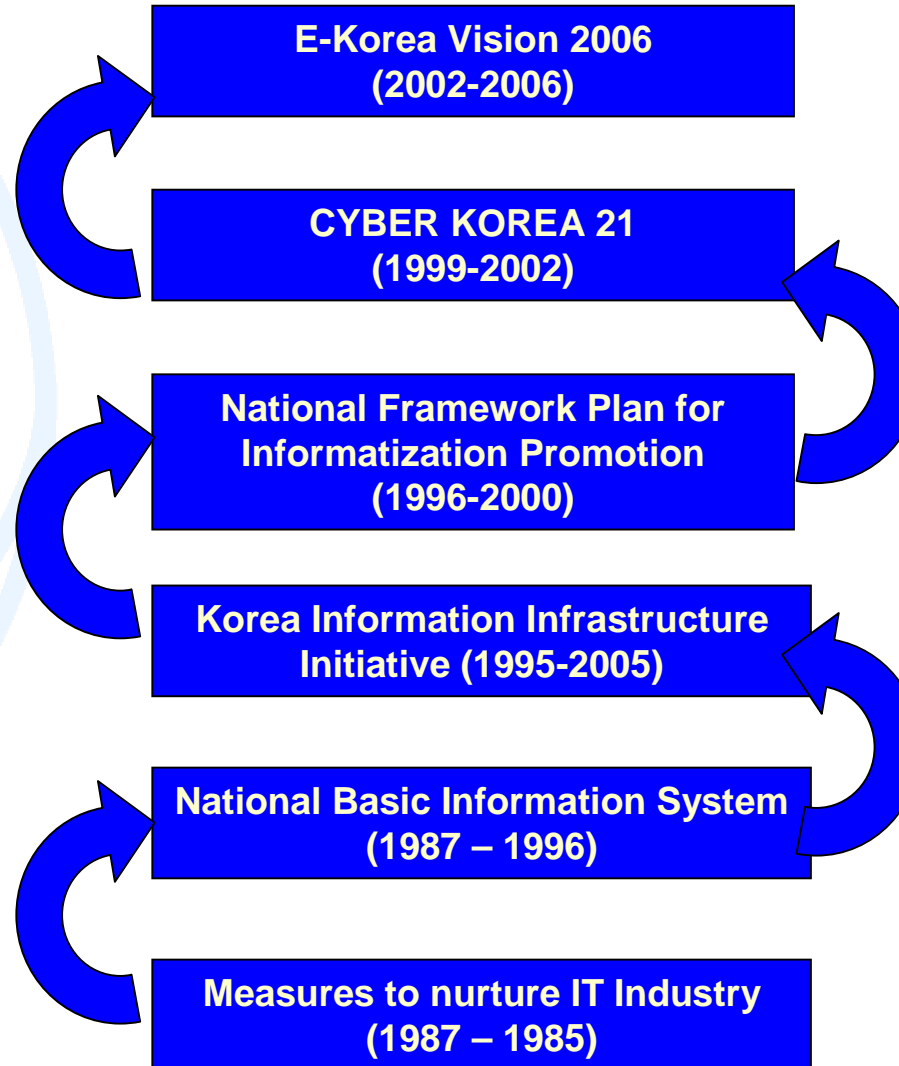 E-Korea Vision 2006
(2002-2006)
CYBER KOREA 21
(1999-2002)
National Framework Plan for
Informatization Promotion
(1996-2000)
Korea Information Infrastructure
Initiative (1995-2005)
National Basic Information System
(1987 – 1996)
Measures to nurture IT Industry
(1987 – 1985)